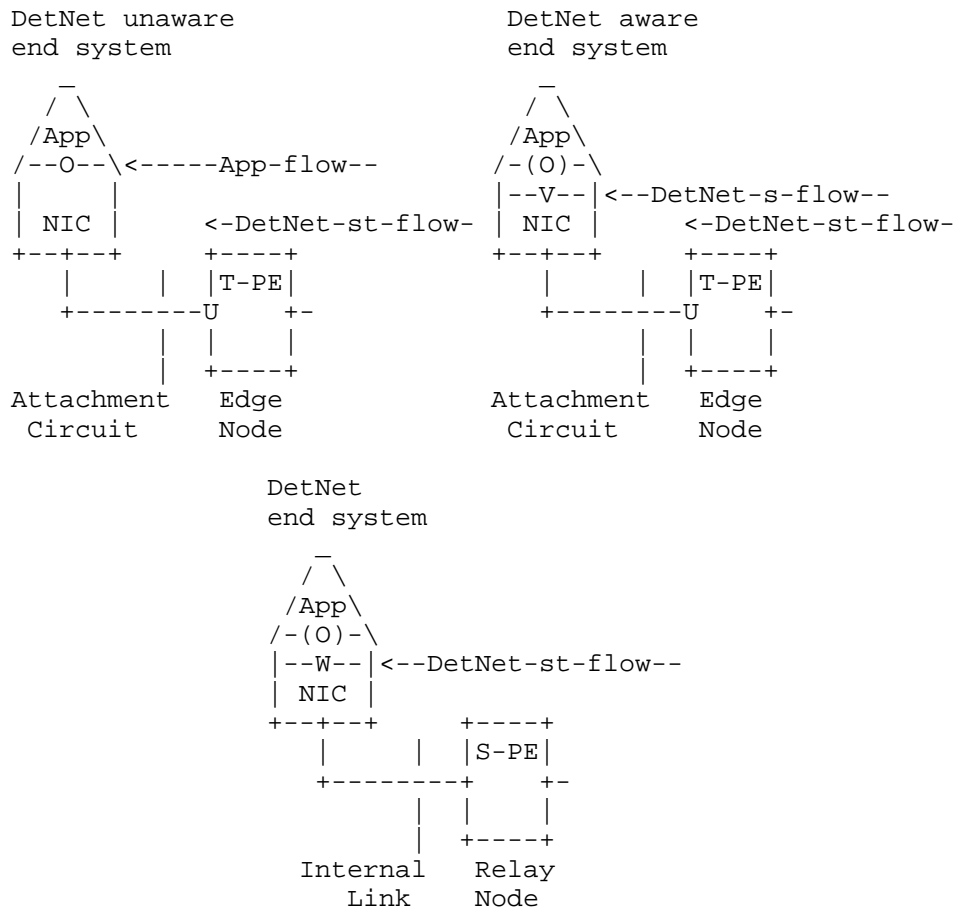 DetNet unaware DetNet aware
end system end system
_ _
/ \ / \
/App\ /App\
/--O--\<-----App-flow-- /-(O)-\
| | |--V--|<--DetNet-s-flow--
| NIC | <-DetNet-st-flow- | NIC | <-DetNet-st-flow-
+--+--+ +----+ +--+--+ +----+
| | |T-PE| | | |T-PE|
+--------U +- +--------U +-
| | | | | |
| +----+ | +----+
Attachment Edge Attachment Edge
Circuit Node Circuit Node
DetNet
end system
_
/ \
/App\
/-(O)-\
|--W--|<--DetNet-st-flow--
| NIC |
+--+--+ +----+
| | |S-PE|
+--------+ +-
| | |
| +----+
Internal Relay
Link Node